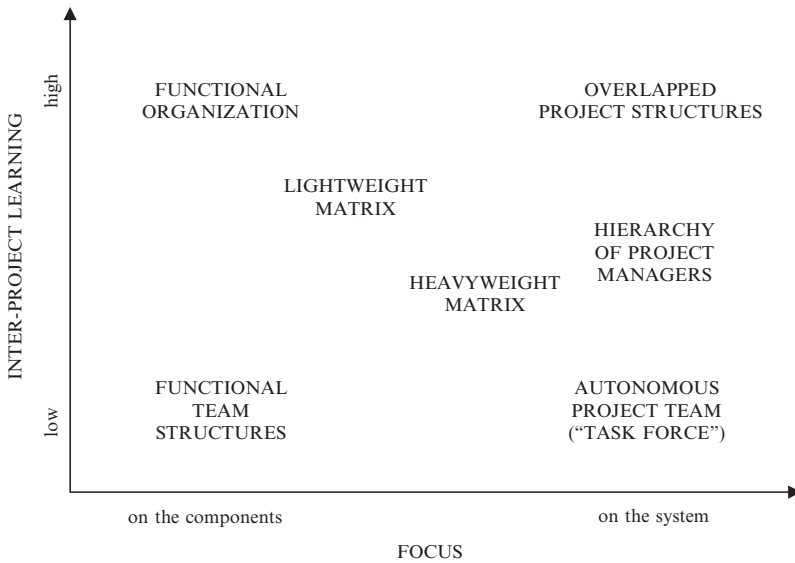 INTER-PROJECT LEARNING
high
low
FUNCTIONAL
ORGANIZATION
OVERLAPPED
PROJECT STRUCTURES
LIGHTWEIGHT
MATRIX
HIERARCHY
OF PROJECT
MANAGERS
HEAVYWEIGHT
MATRIX
FUNCTIONAL
TEAM
STRUCTURES
AUTONOMOUS
PROJECT TEAM
(“TASK FORCE”)
on the components
on the system
FOCUS